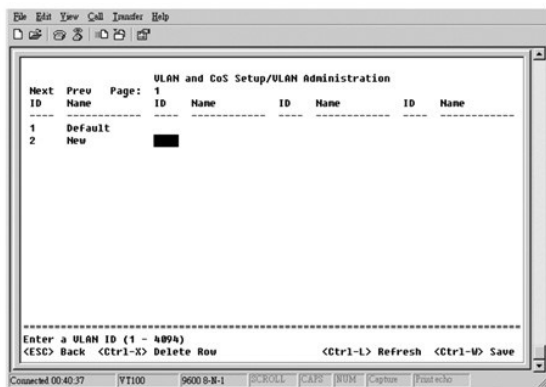 File Edit View Call Transfer Help
VLAN and CoS Setup/VLAN Administration
Next Prev Page: 1
ID Name ID Name ID Name ID Name
1 Default
2 New
Enter a VLAN ID (1 - 4094)
<ESC> Back <Ctrl-X> Delete Row <Ctrl-L> Refresh <Ctrl-W> Save
Connected 00:40:37 VT100 9600 8-N-1 SCROLL CAPS NUM Capture Print echo